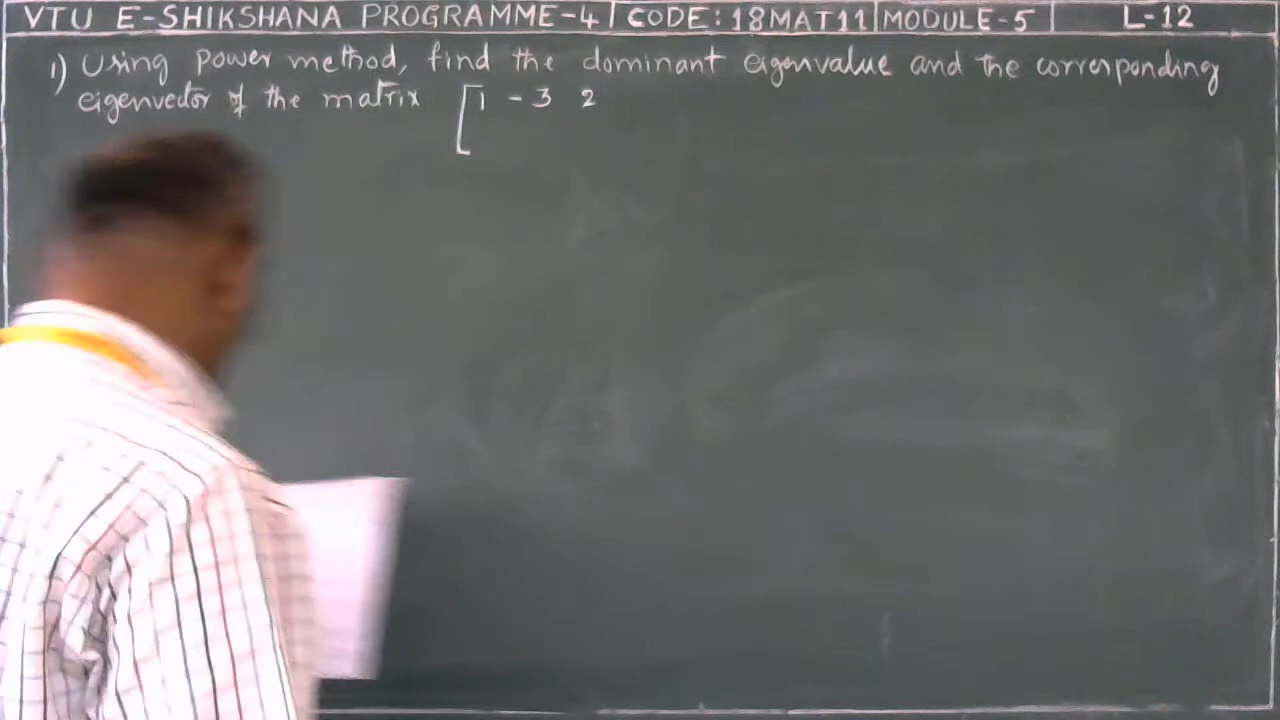 VTU E-SHIKSHANA PROGRAMME-4 | CODE: 18MAT11 | MODULE-5 | L-12
1) Using power method, find the dominant eigenvalue and the corresponding
eigenvector of the matrix [1 -3 2